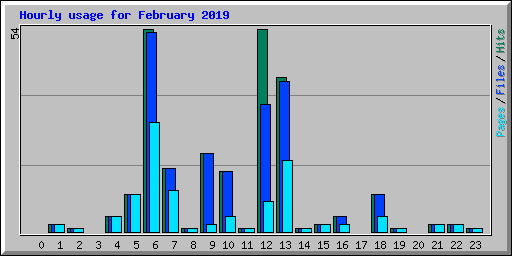 Hourly usage for February 2019
54
Pages/Files/Hits
0 1 2 3 4 5 6 7 8 9 10 11 12 13 14 15 16 17 18 19 20 21 22 23